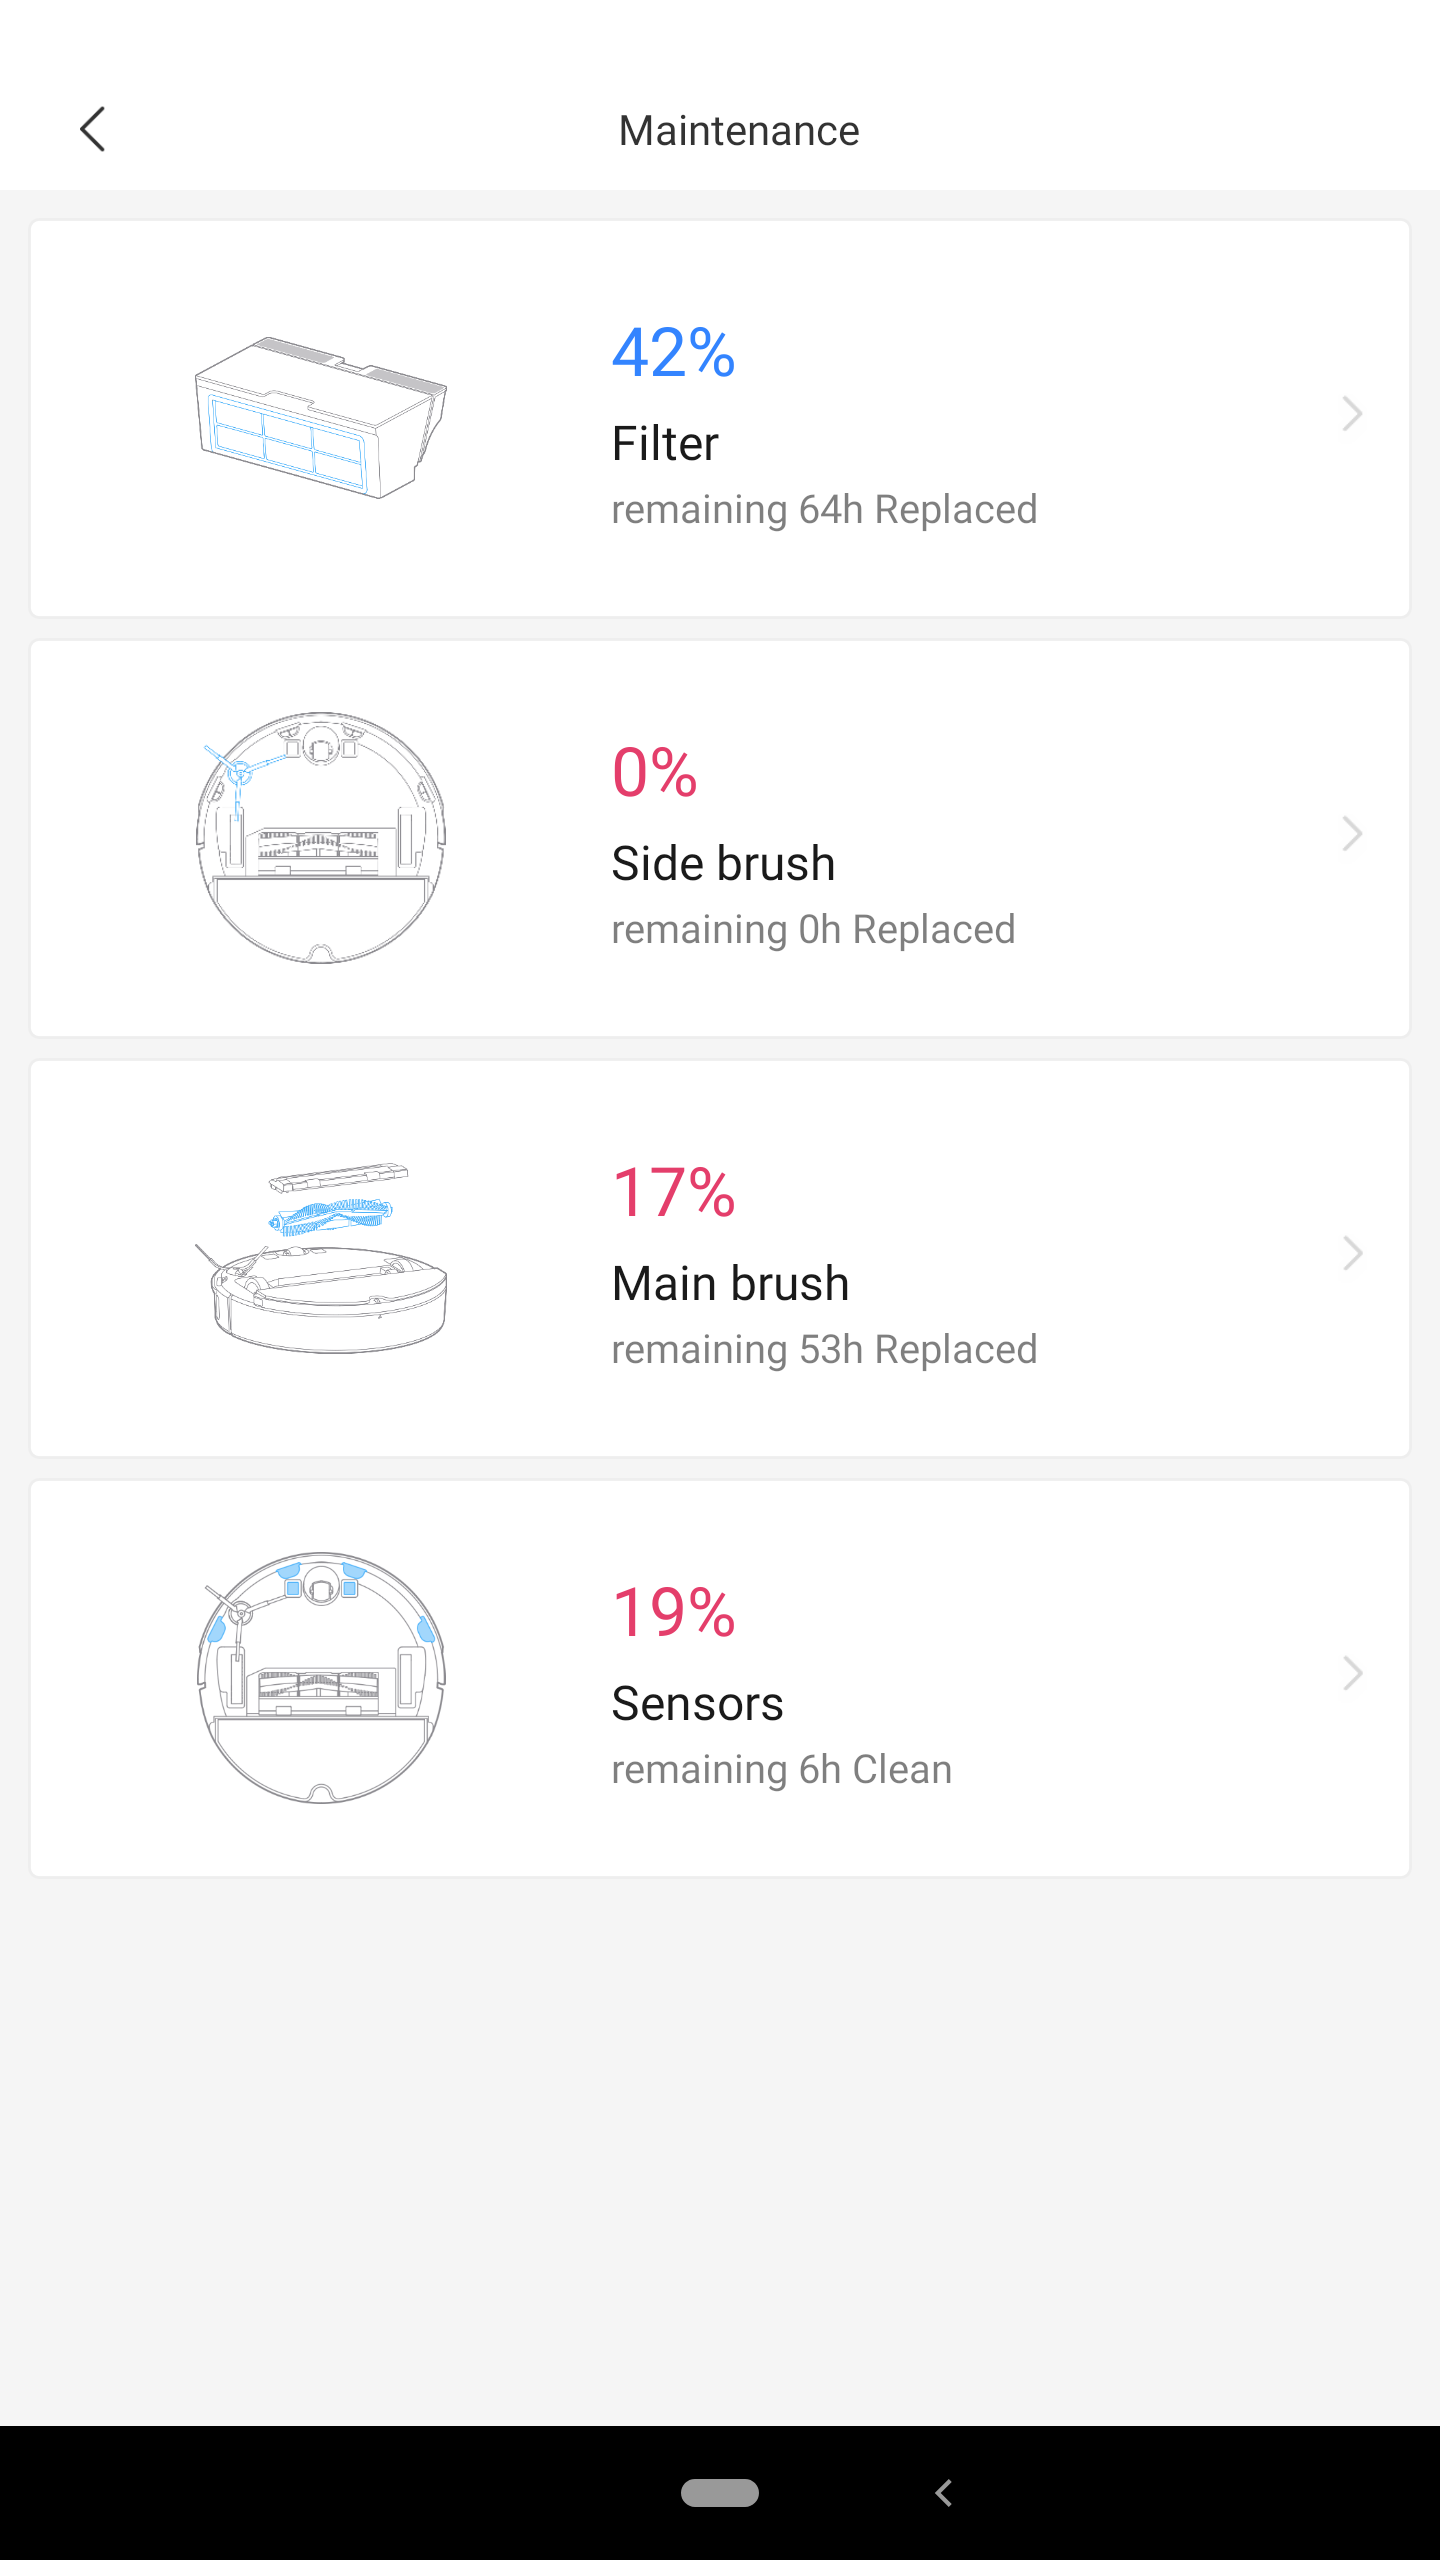 Maintenance
42%
Filter
remaining 64h Replaced
0%
Side brush
remaining 0h Replaced
17%
Main brush
remaining 53h Replaced
19%
Sensors
remaining 6h Clean